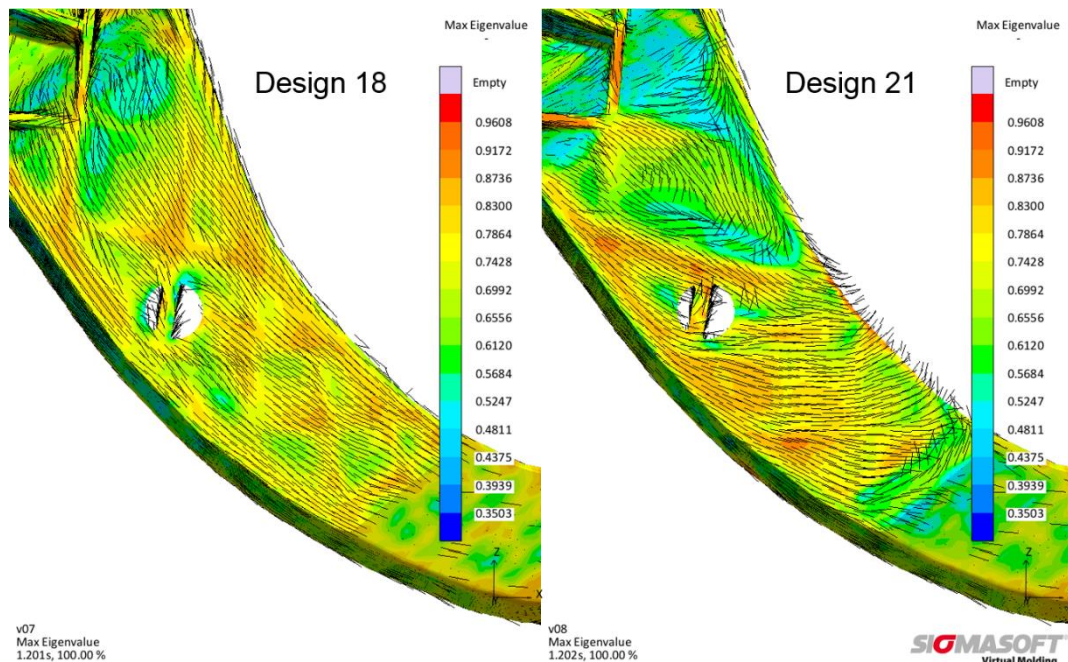 Max Eigenvalue
-
Design 18
Empty
0.9608
0.9172
0.8736
0.8300
0.7864
0.7428
0.6992
0.6556
0.6120
0.5684
0.5247
0.4811
0.4375
0.3939
0.3503
Z
X
v07
Max Eigenvalue
1.201s, 100.00 %
Max Eigenvalue
-
Design 21
Empty
0.9608
0.9172
0.8736
0.8300
0.7864
0.7428
0.6992
0.6556
0.6120
0.5684
0.5247
0.4811
0.4375
0.3939
0.3503
Z
X
v08
Max Eigenvalue
1.202s, 100.00 %
SIGMASOFT
Virtual Molding